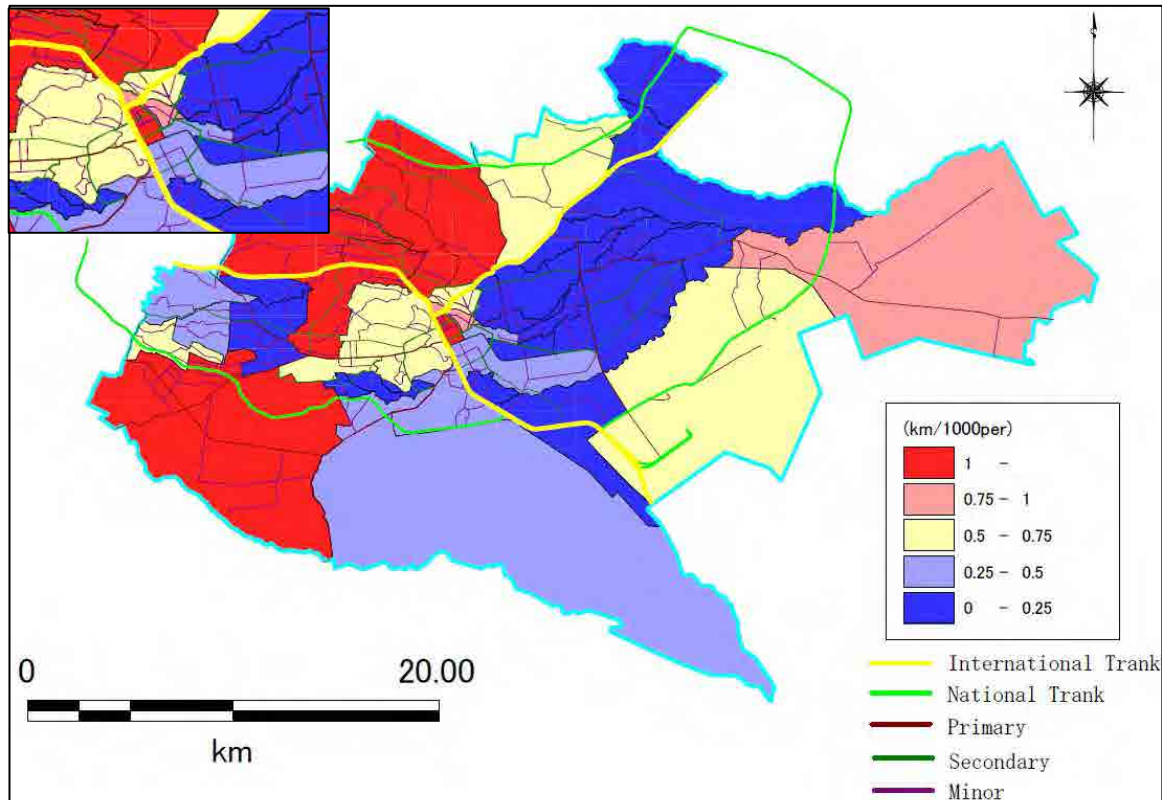 (km/1000per)
1 -
0.75 - 1
0.5 - 0.75
0.25 - 0.5
0 - 0.25
0 20.00
km
International Trank
National Trank
Primary
Secondary
Minor